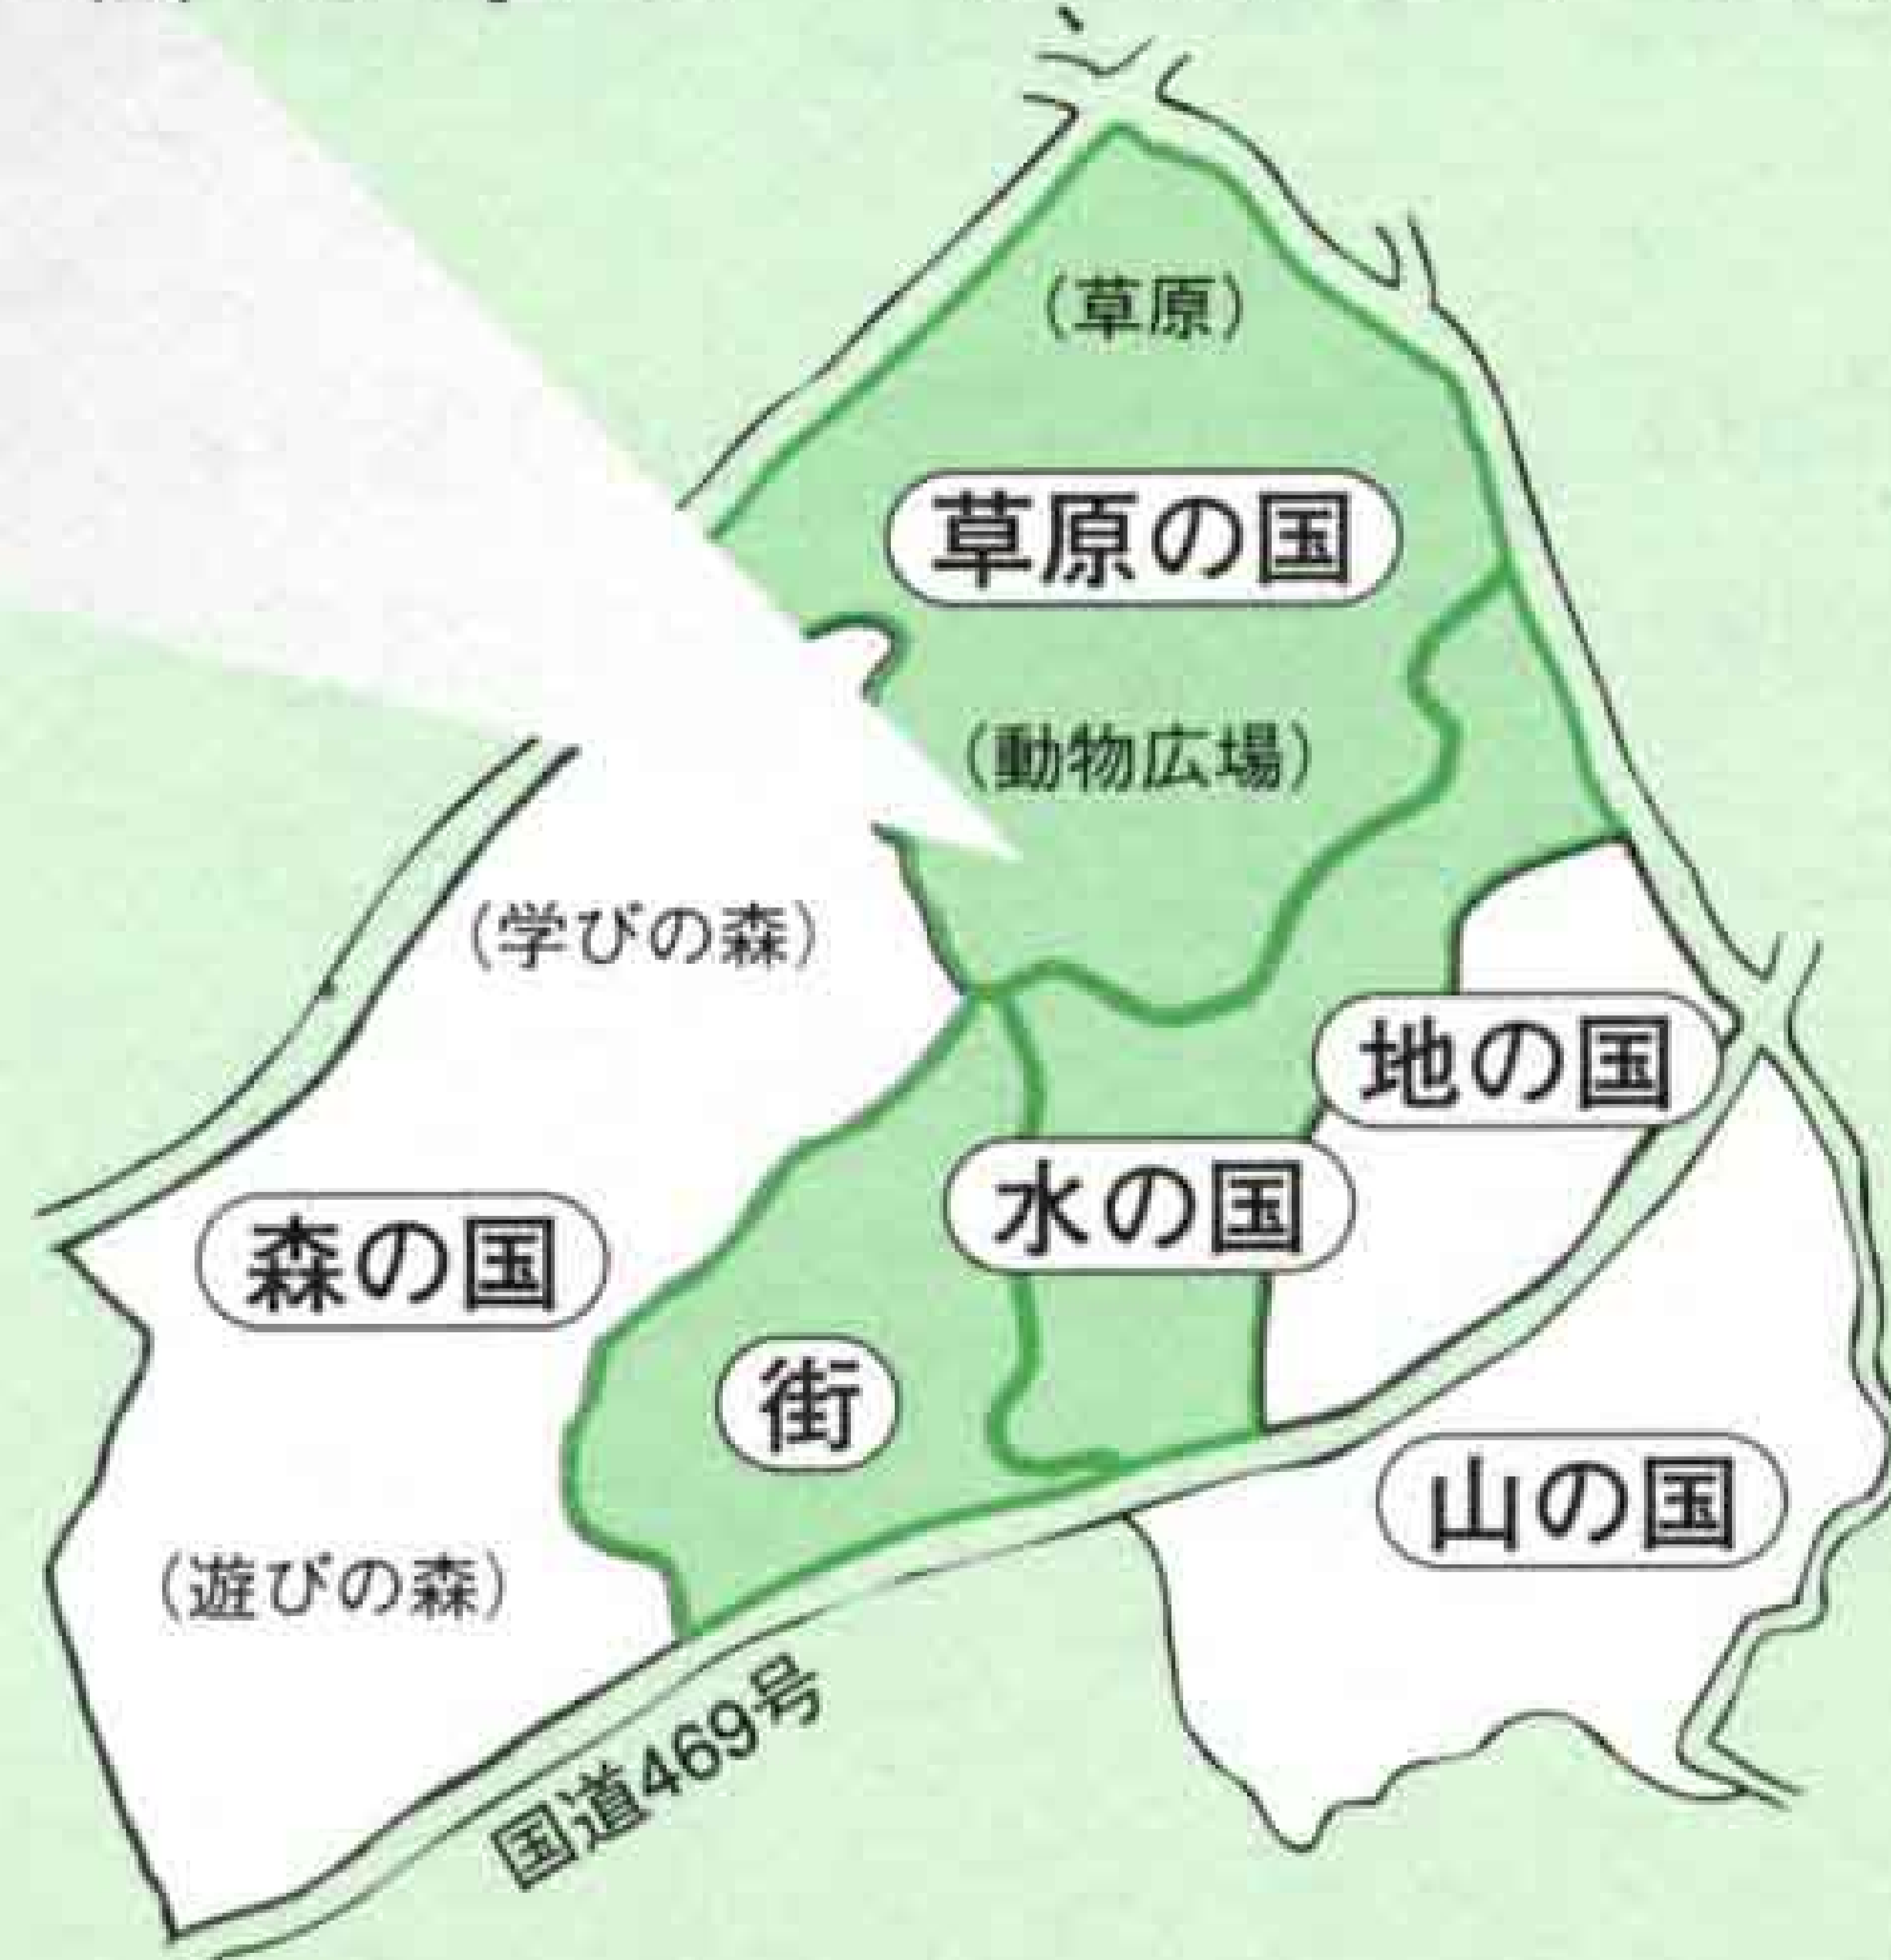 （草原）
草原の国
（動物広場）
（学びの森）
地の国
水の国
森の国
街
山の国
（遊びの森）
国道469号